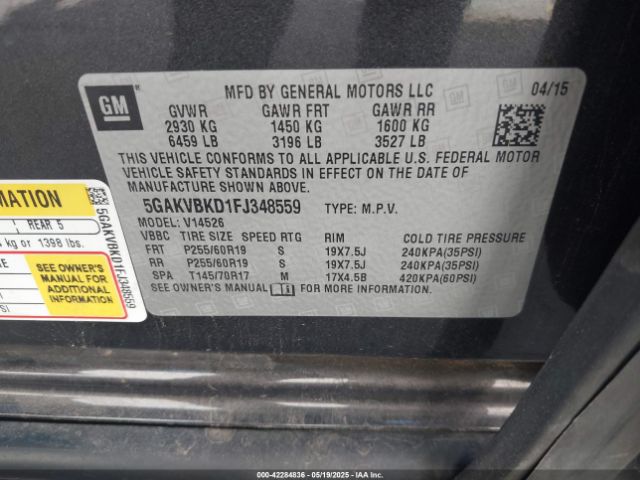 GM
MFD BY GENERAL MOTORS LLC 04/15
GVWR GAWR FRT GAWR RR
2930 KG 1450 KG 1600 KG
6459 LB 3196 LB 3527 LB
THIS VEHICLE CONFORMS TO ALL APPLICABLE U.S. FEDERAL MOTOR
VEHICLE SAFETY STANDARDS IN EFFECT ON THE DATE OF
MANUFACTURE SHOWN ABOVE.
5GAKVBKD1FJ348559 TYPE: M.P.V.
MODEL: V14526
VBBC TIRE SIZE SPEED RTG RIM COLD TIRE PRESSURE
FRT P255/60R19 S 19X7.5J 240KPA(35PSI)
RR P255/60R19 S 19X7.5J 240KPA(35PSI)
SPA T145/70R17 M 17X4.5B 420KPA(60PSI)
SEE OWNER'S MANUAL FOR MORE INFORMATION.
REAR 5
kg or 1398 lbs.
SEE OWNER'S
MANUAL FOR
ADDITIONAL
INFORMATION
5GAKVBKD1FJ348559
000-42284836 - 05/19/2025 - IAAI.COM